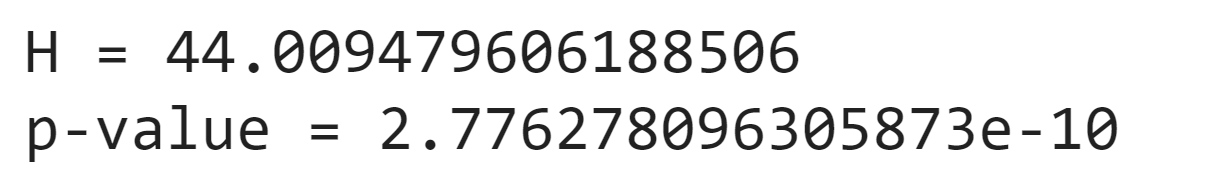 H = 44.009479606188506
p-value = 2.776278096305873e-10